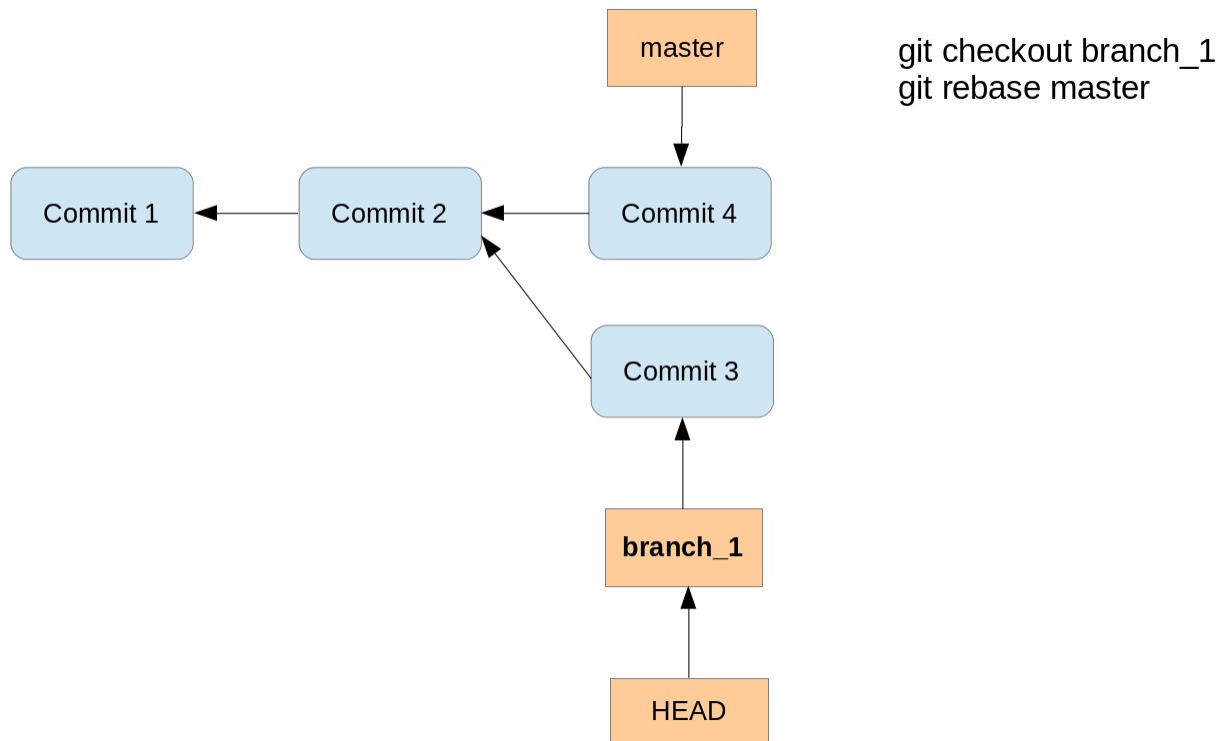 master
git checkout branch_1
git rebase master
Commit 1
Commit 2
Commit 4
Commit 3
branch_1
HEAD